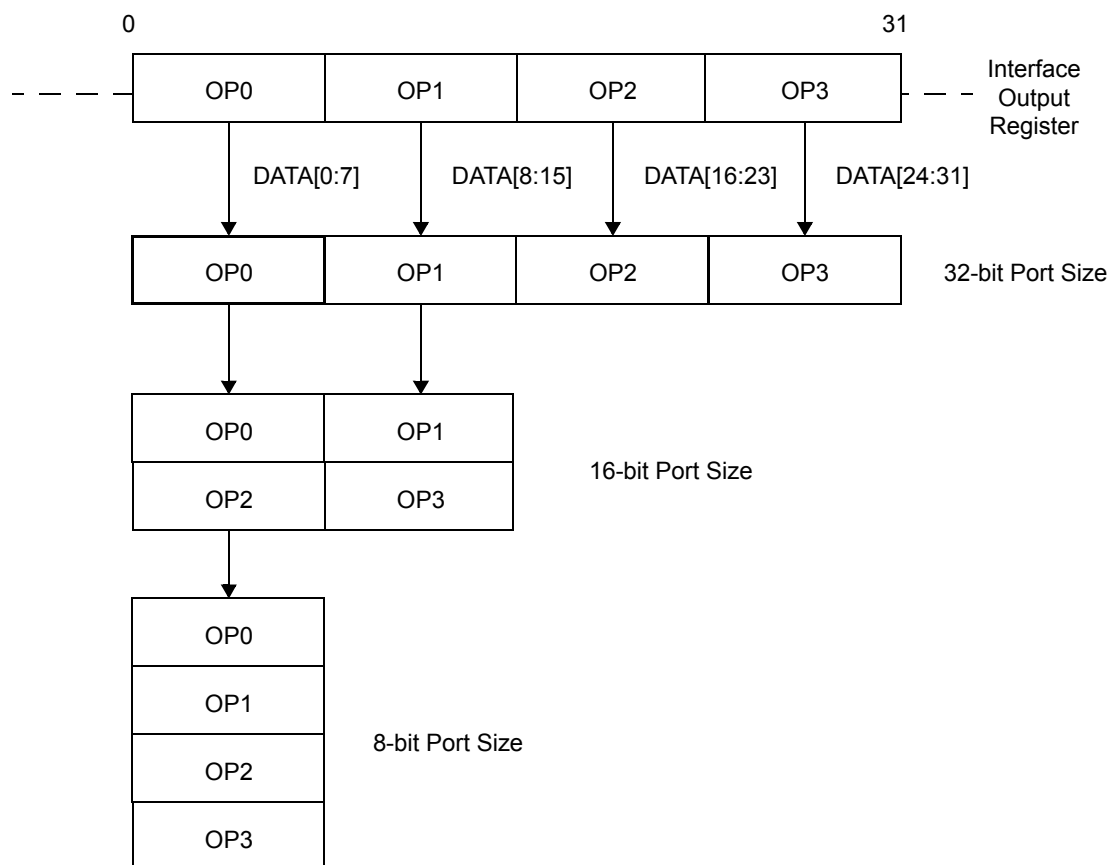 0 31
OP0 OP1 OP2 OP3
Interface
Output
Register
DATA[0:7] DATA[8:15] DATA[16:23] DATA[24:31]
OP0 OP1 OP2 OP3 32-bit Port Size
OP0 OP1
16-bit Port Size
OP2 OP3
OP0
OP1
8-bit Port Size
OP2
OP3